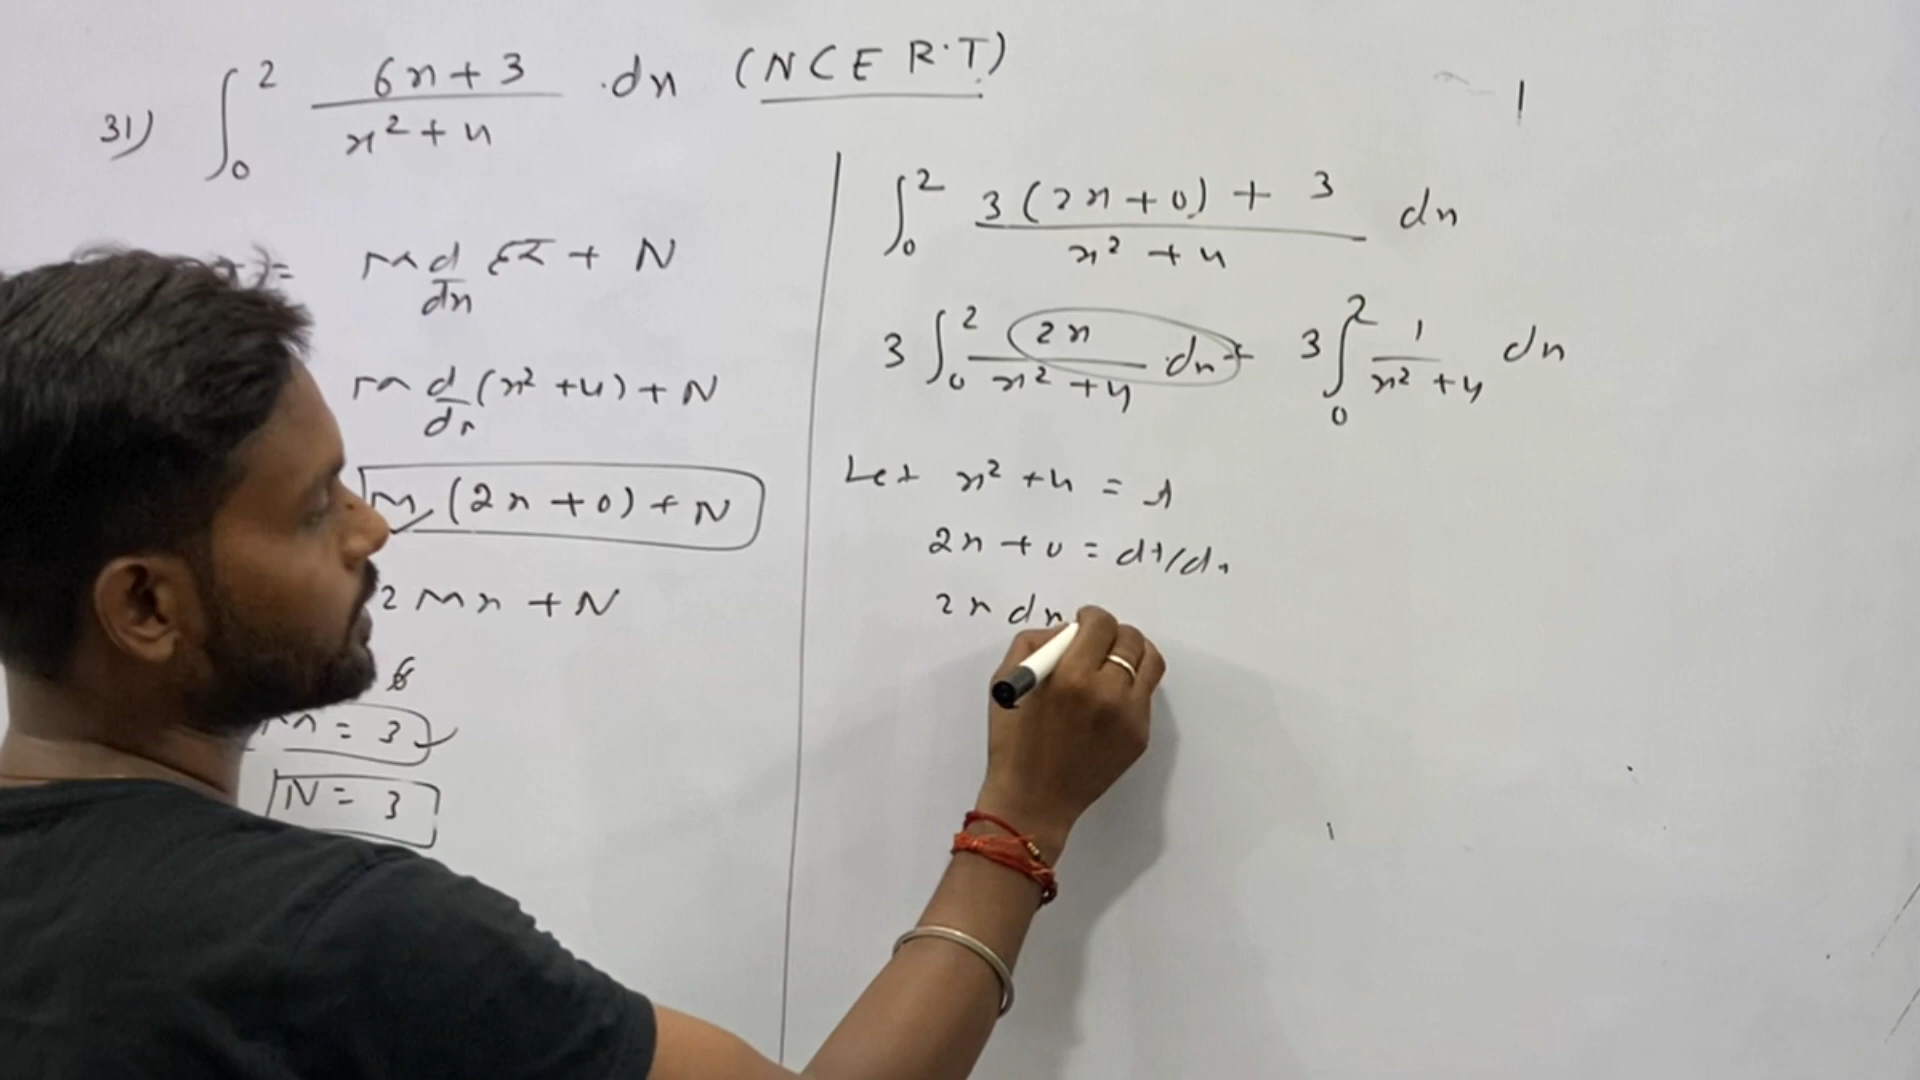 31) ∫₀² (6x + 3)/(x² + 4) .dx (NCERT)
= M d/dx हर + N
M d/dx (x² + 4) + N
M (2x + 0) + N
2Mx + N
6
M = 3
N = 3
∫₀² (3(2x + 0) + 3)/(x² + 4) dx
3 ∫₀² 2x/(x² + 4) .dx + 3 ∫₀² 1/(x² + 4) dx
Let x² + 4 = t
2x + 0 = dt/dx
2x dx